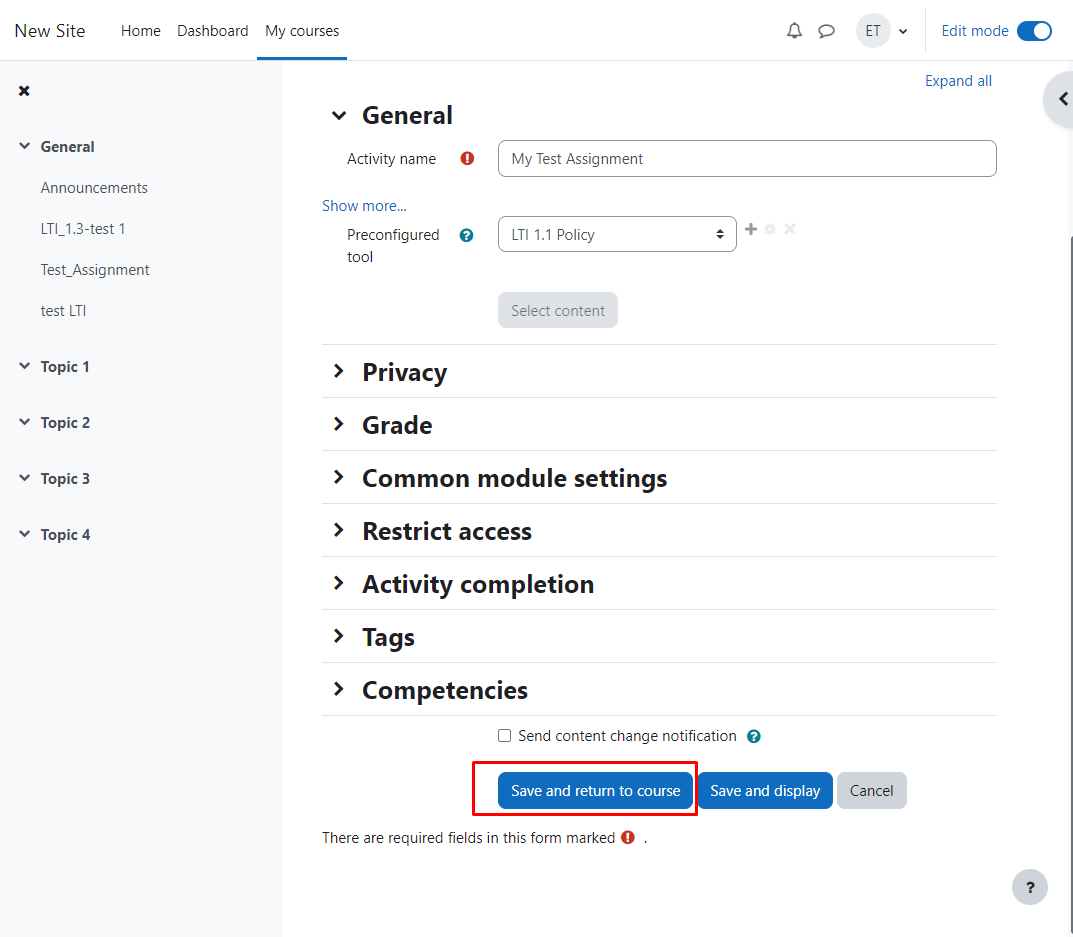 New Site Home Dashboard My courses ET Edit mode
Expand all
General
Announcements
LTI_1.3-test 1
Test_Assignment
test LTI
Topic 1
Topic 2
Topic 3
Topic 4
General
Activity name My Test Assignment
Show more...
Preconfigured LTI 1.1 Policy
tool
Select content
Privacy
Grade
Common module settings
Restrict access
Activity completion
Tags
Competencies
Send content change notification ?
Save and return to course Save and display Cancel
There are required fields in this form marked ! .
?